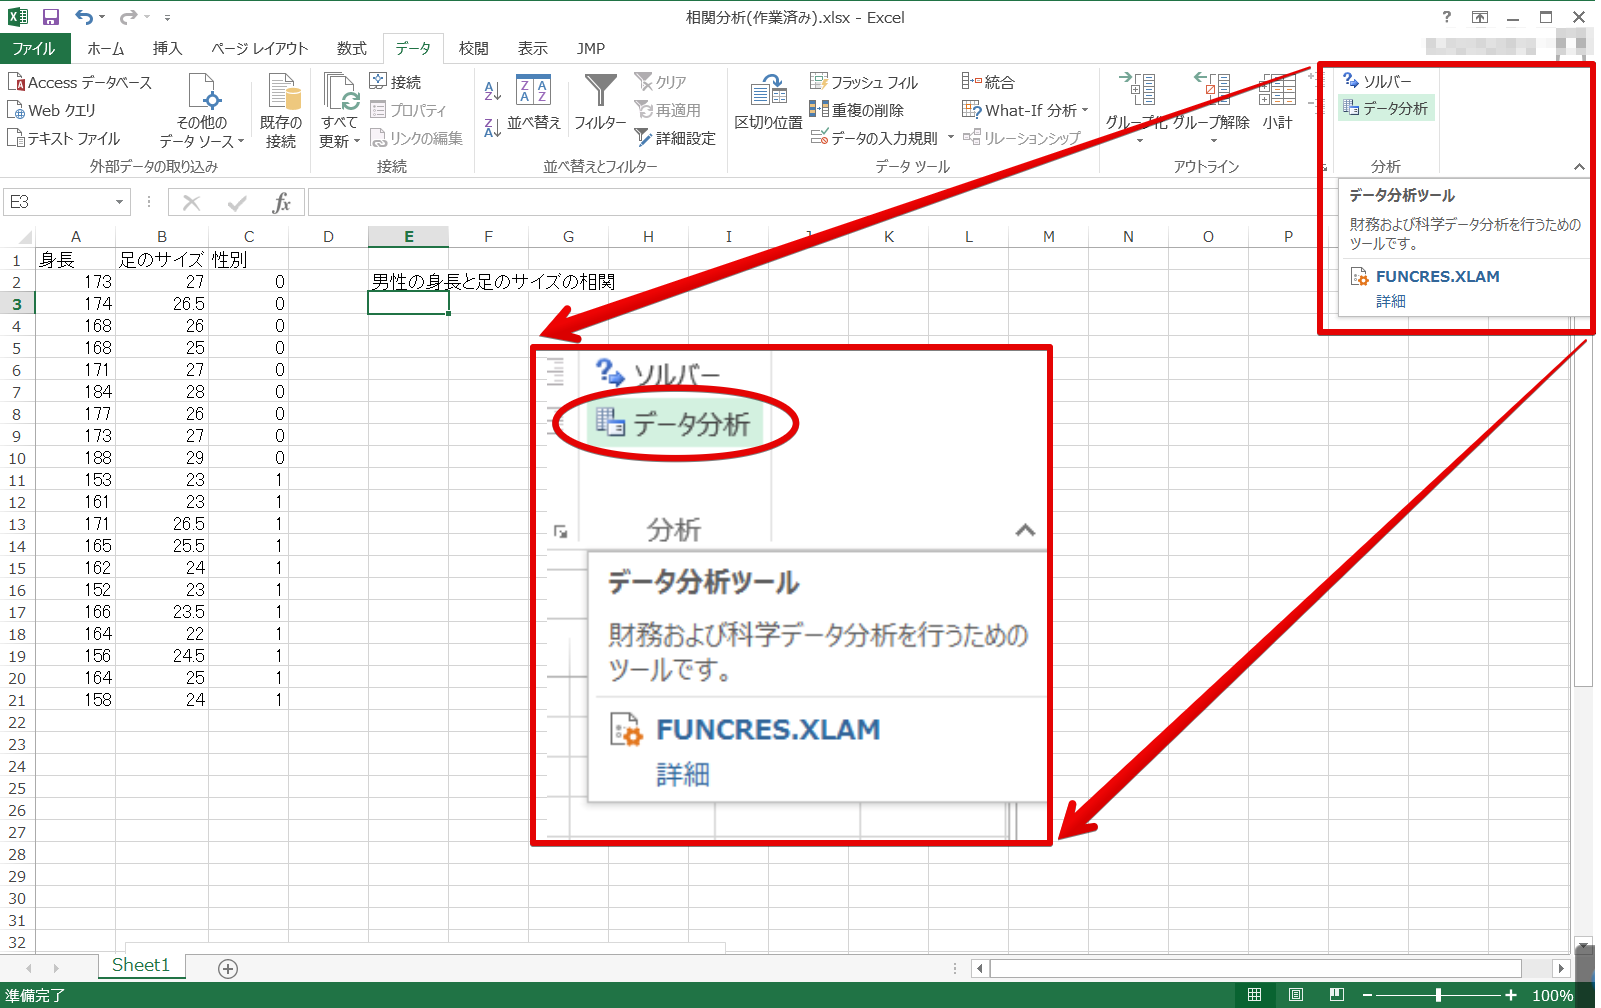 相関分析(作業済み).xlsx - Excel
ファイル ホーム 挿入 ページ レイアウト 数式 データ 校閲 表示 JMP
Access データベース
Web クエリ
テキスト ファイル
その他の
データ ソース
既存の
接続
外部データの取り込み
すべて
更新
接続
プロパティ
リンクの編集
接続
並べ替え
フィルター
クリア
再適用
詳細設定
並べ替えとフィルター
区切り位置
フラッシュ フィル
重複の削除
データの入力規則
統合
What-If 分析
リレーションシップ
データ ツール
グループ化 グループ解除 小計
アウトライン
ソルバー
データ分析
分析
データ分析ツール
財務および科学データ分析を行うための
ツールです。
FUNCRES.XLAM
詳細
E3
fx
A B C D E F G H I J K L M N O P
1 身長 足のサイズ 性別
2 173 27 0 男性の身長と足のサイズの相関
3 174 26.5 0
4 168 26 0
5 168 25 0
6 171 27 0
7 184 28 0
8 177 26 0
9 173 27 0
10 188 29 0
11 153 23 1
12 161 23 1
13 171 26.5 1
14 165 25.5 1
15 162 24 1
16 152 23 1
17 166 23.5 1
18 164 22 1
19 156 24.5 1
20 164 25 1
21 158 24 1
22
23
24
25
26
27
28
29
30
31
32
ソルバー
データ分析
分析
データ分析ツール
財務および科学データ分析を行うための
ツールです。
FUNCRES.XLAM
詳細
Sheet1
準備完了
100%